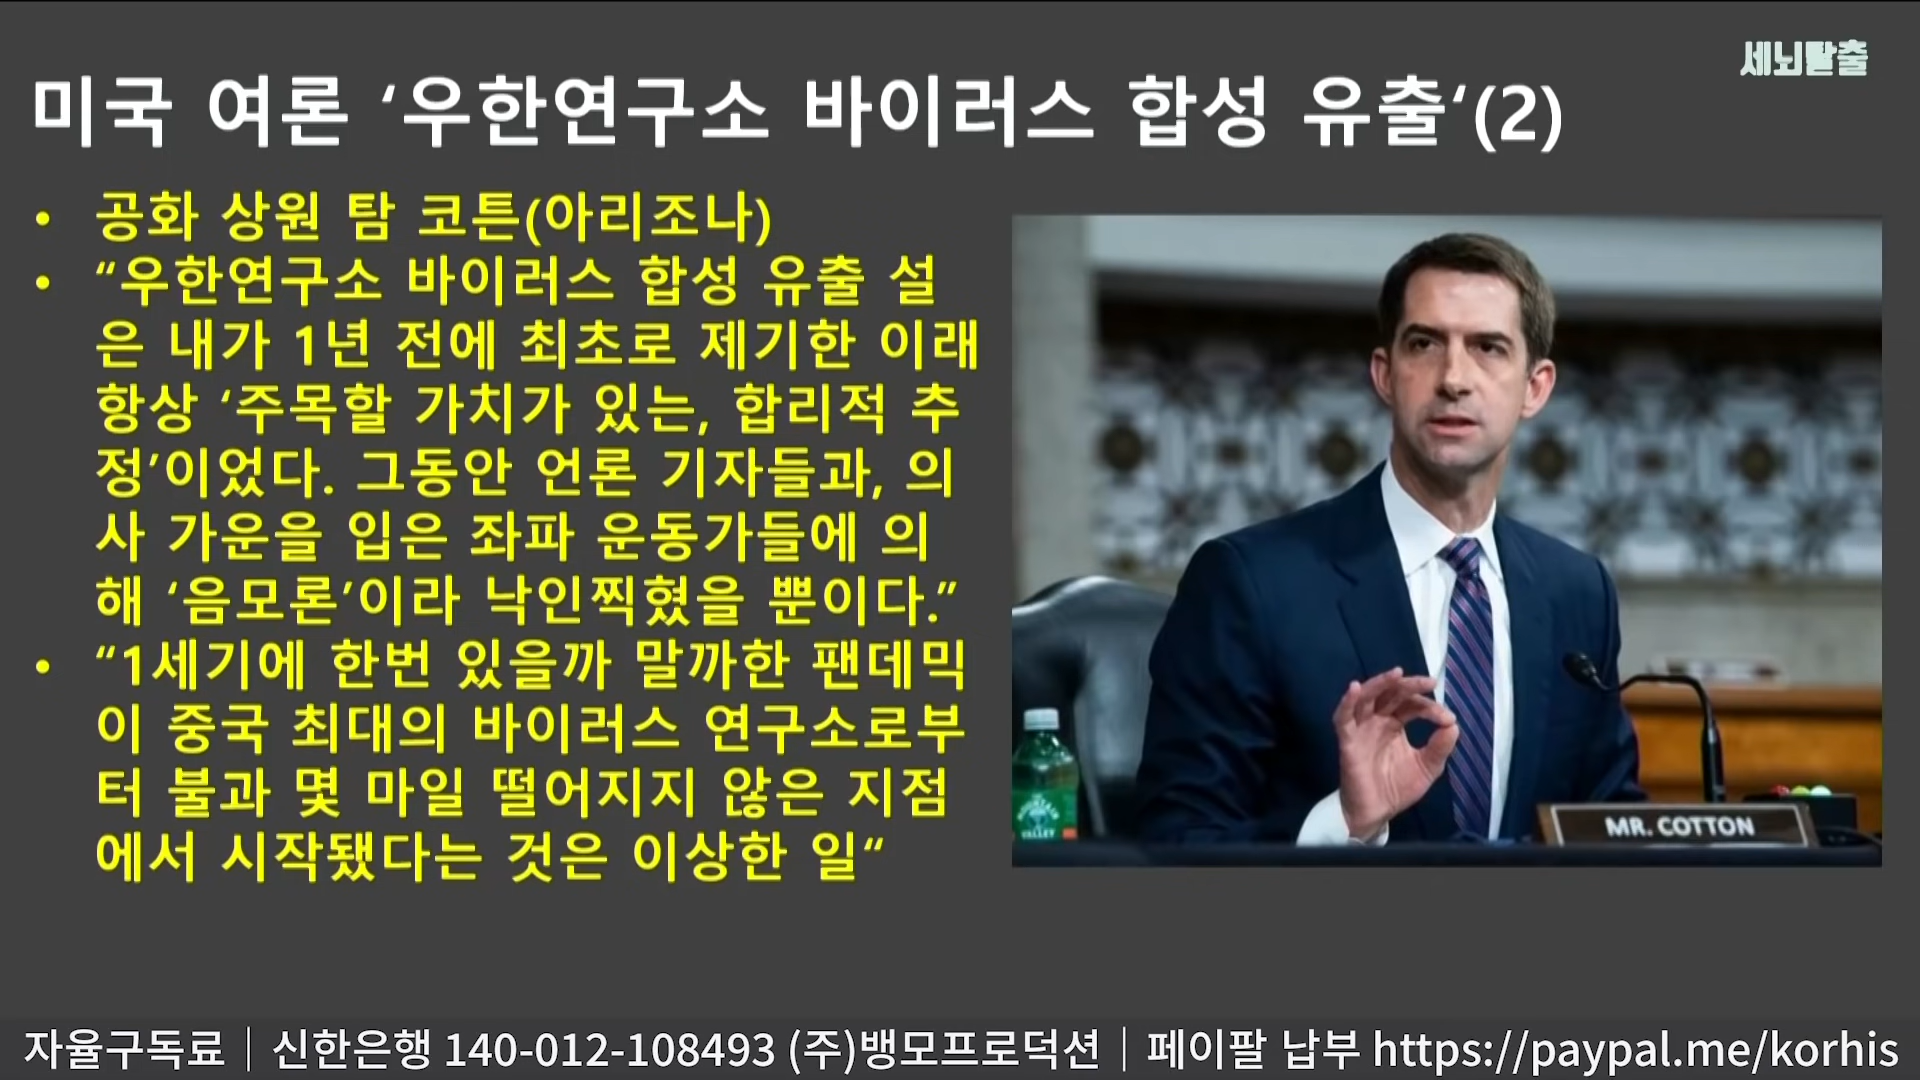 세뇌탈출
미국 여론 ‘우한연구소 바이러스 합성 유출‘(2)
• 공화 상원 탐 코튼(아리조나)
• “우한연구소 바이러스 합성 유출 설
은 내가 1년 전에 최초로 제기한 이래
항상 ‘주목할 가치가 있는, 합리적 추
정’이었다. 그동안 언론 기자들과, 의
사 가운을 입은 좌파 운동가들에 의
해 ‘음모론’이라 낙인찍혔을 뿐이다.”
• “1세기에 한번 있을까 말까한 팬데믹
이 중국 최대의 바이러스 연구소로부
터 불과 몇 마일 떨어지지 않은 지점
에서 시작됐다는 것은 이상한 일“
MOUNTAIN
VALLEY
MR. COTTON
자율구독료│신한은행 140-012-108493 (주)뱅모프로덕션│페이팔 납부 https://paypal.me/korhis